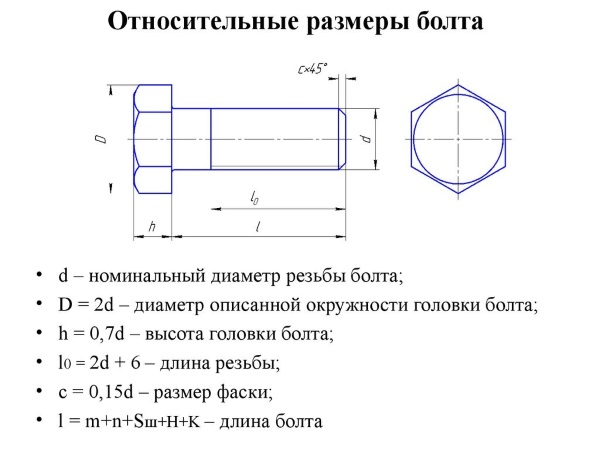 Относительные размеры болта
c×45°
D
d
l0
h
l
• d – номинальный диаметр резьбы болта;
• D = 2d – диаметр описанной окружности головки болта;
• h = 0,7d – высота головки болта;
• l0 = 2d + 6 – длина резьбы;
• c = 0,15d – размер фаски;
• l = m+n+Sш+H+K – длина болта